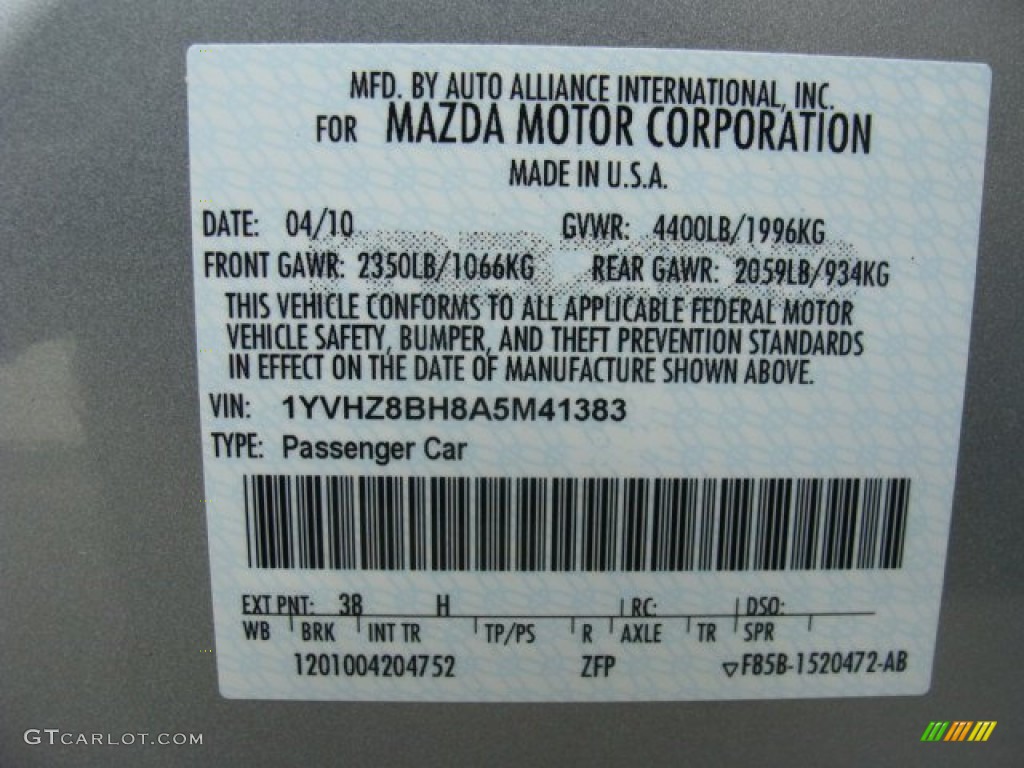 MFD. BY AUTO ALLIANCE INTERNATIONAL, INC.
FOR MAZDA MOTOR CORPORATION
MADE IN U.S.A.
DATE: 04/10 GVWR: 4400LB/1996KG
FRONT GAWR: 2350LB/1066KG REAR GAWR: 2059LB/934KG
THIS VEHICLE CONFORMS TO ALL APPLICABLE FEDERAL MOTOR
VEHICLE SAFETY, BUMPER, AND THEFT PREVENTION STANDARDS
IN EFFECT ON THE DATE OF MANUFACTURE SHOWN ABOVE.
VIN: 1YVHZ8BH8A5M41383
TYPE: Passenger Car
EXT PNT: 38 H RC: DSO:
WB BRK INT TR TP/PS R AXLE TR SPR
1201004204752 ZFP ▽F85B-1520472-AB
GTCARLOT.COM